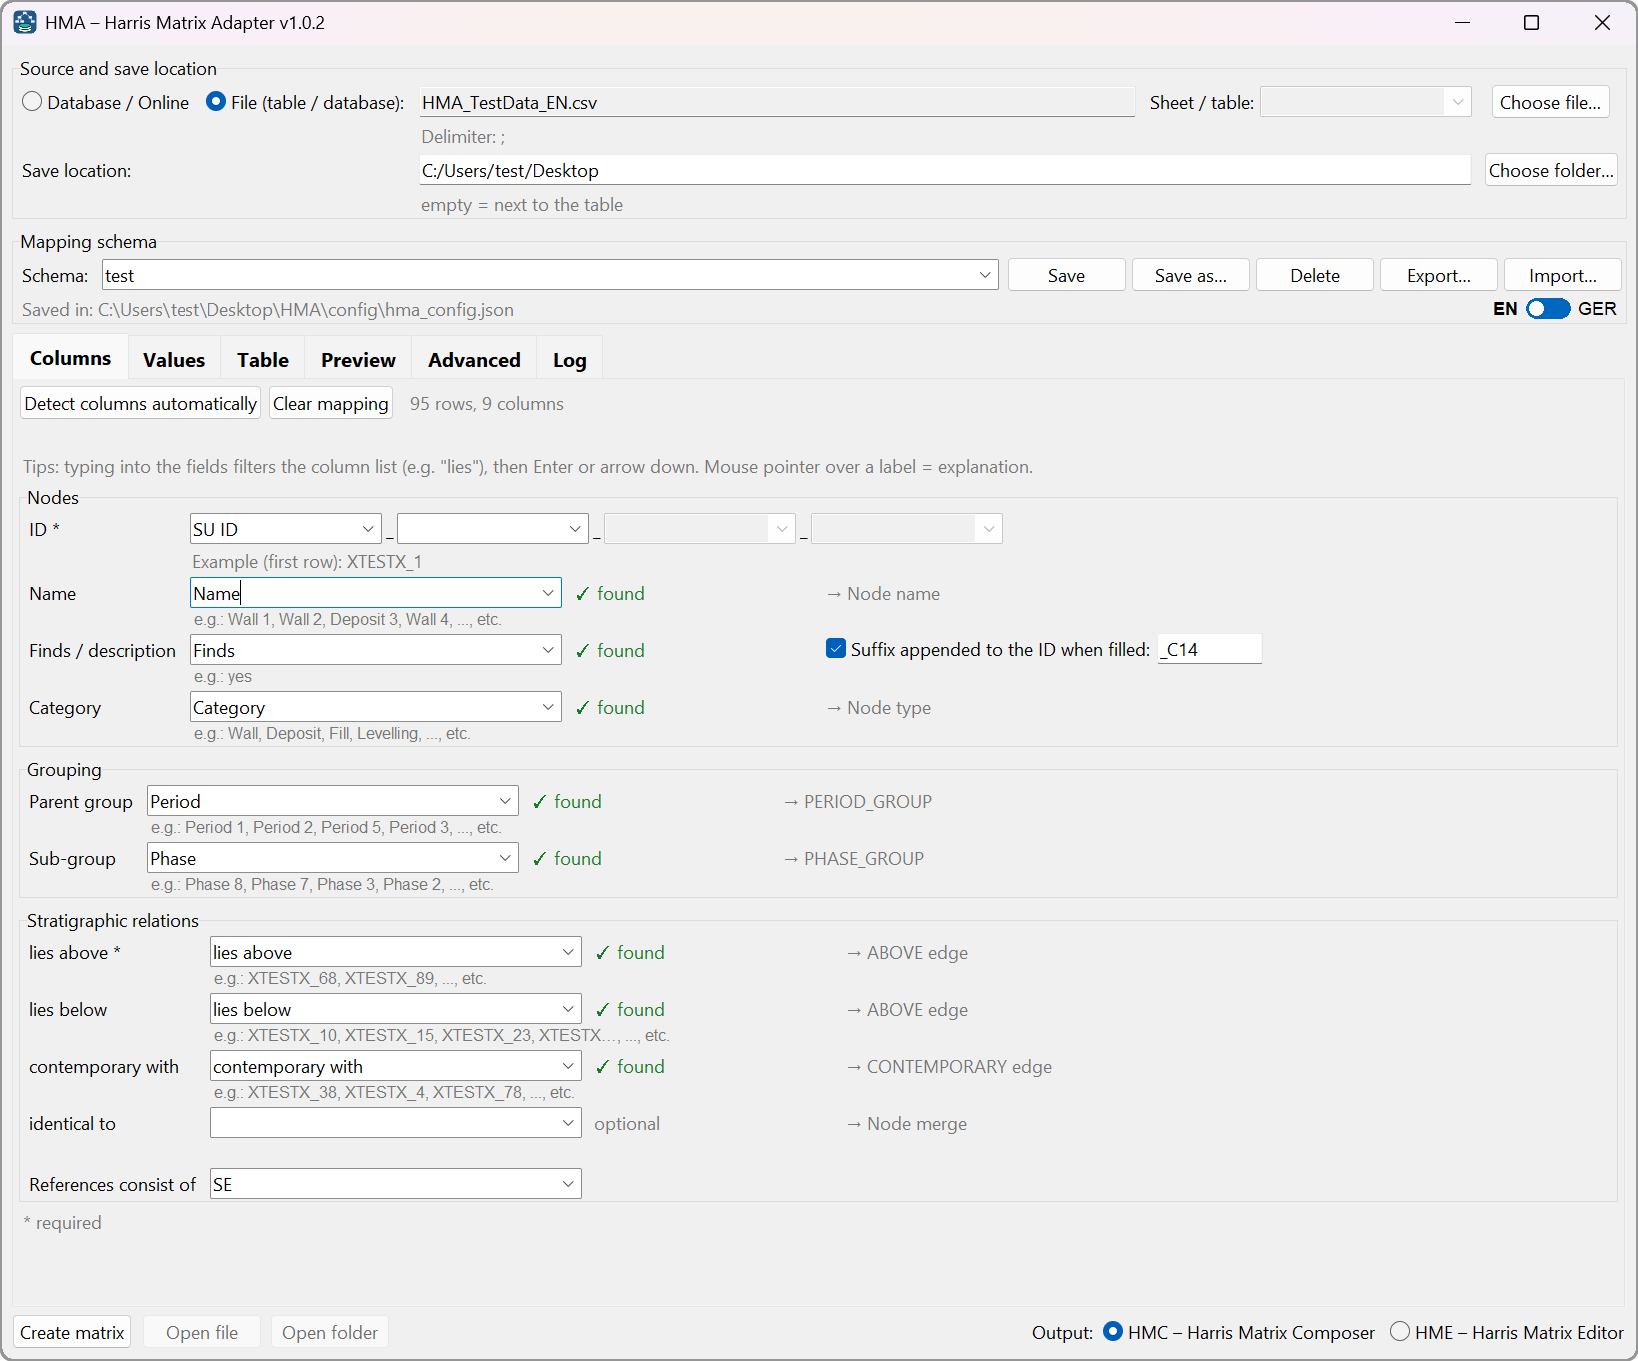 HMA – Harris Matrix Adapter v1.0.2
Source and save location
Database / Online File (table / database): HMA_TestData_EN.csv Sheet / table: Choose file...
Delimiter: ;
Save location: C:/Users/test/Desktop Choose folder...
empty = next to the table
Mapping schema
Schema: test Save Save as... Delete Export... Import...
Saved in: C:\Users\test\Desktop\HMA\config\hma_config.json EN GER
Columns Values Table Preview Advanced Log
Detect columns automatically Clear mapping 95 rows, 9 columns
Tips: typing into the fields filters the column list (e.g. "lies"), then Enter or arrow down. Mouse pointer over a label = explanation.
Nodes
ID * SU ID _ _ _
Example (first row): XTESTX_1
Name Name ✓ found → Node name
e.g.: Wall 1, Wall 2, Deposit 3, Wall 4, ..., etc.
Finds / description Finds ✓ found Suffix appended to the ID when filled: _C14
e.g.: yes
Category Category ✓ found → Node type
e.g.: Wall, Deposit, Fill, Levelling, ..., etc.
Grouping
Parent group Period ✓ found → PERIOD_GROUP
e.g.: Period 1, Period 2, Period 5, Period 3, ..., etc.
Sub-group Phase ✓ found → PHASE_GROUP
e.g.: Phase 8, Phase 7, Phase 3, Phase 2, ..., etc.
Stratigraphic relations
lies above * lies above ✓ found → ABOVE edge
e.g.: XTESTX_68, XTESTX_89, ..., etc.
lies below lies below ✓ found → ABOVE edge
e.g.: XTESTX_10, XTESTX_15, XTESTX_23, XTESTX..., ..., etc.
contemporary with contemporary with ✓ found → CONTEMPORARY edge
e.g.: XTESTX_38, XTESTX_4, XTESTX_78, ..., etc.
identical to optional → Node merge
References consist of SE
* required
Create matrix Open file Open folder Output: HMC – Harris Matrix Composer HME – Harris Matrix Editor